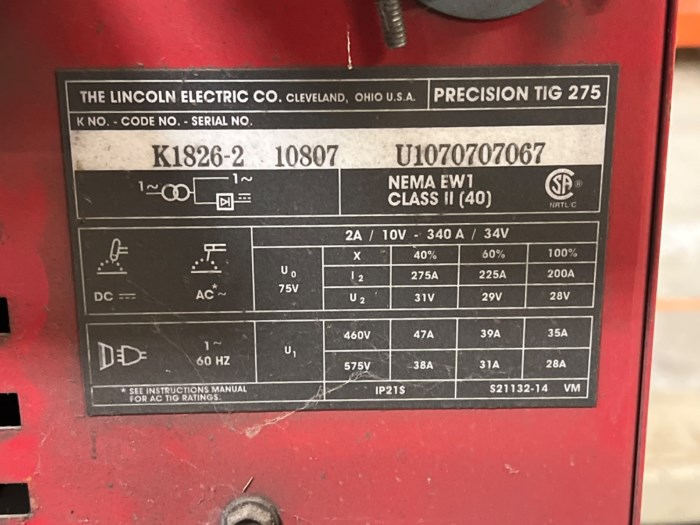 THE LINCOLN ELECTRIC CO. CLEVELAND, OHIO U.S.A. PRECISION TIG 275
K NO. - CODE NO. - SERIAL NO.
K1826-2 10807 U1070707067
1~ 1~
NEMA EW1
CLASS II (40)
SA ®
NRTL/C
2A / 10V - 340 A / 34V
X 40% 60% 100%
U0 75V
I2 275A 225A 200A
U2 31V 29V 28V
DC AC*~
1~
60 HZ
U1
460V 47A 39A 35A
575V 38A 31A 28A
* SEE INSTRUCTIONS MANUAL
FOR AC TIG RATINGS.
IP21S S21132-14 VM